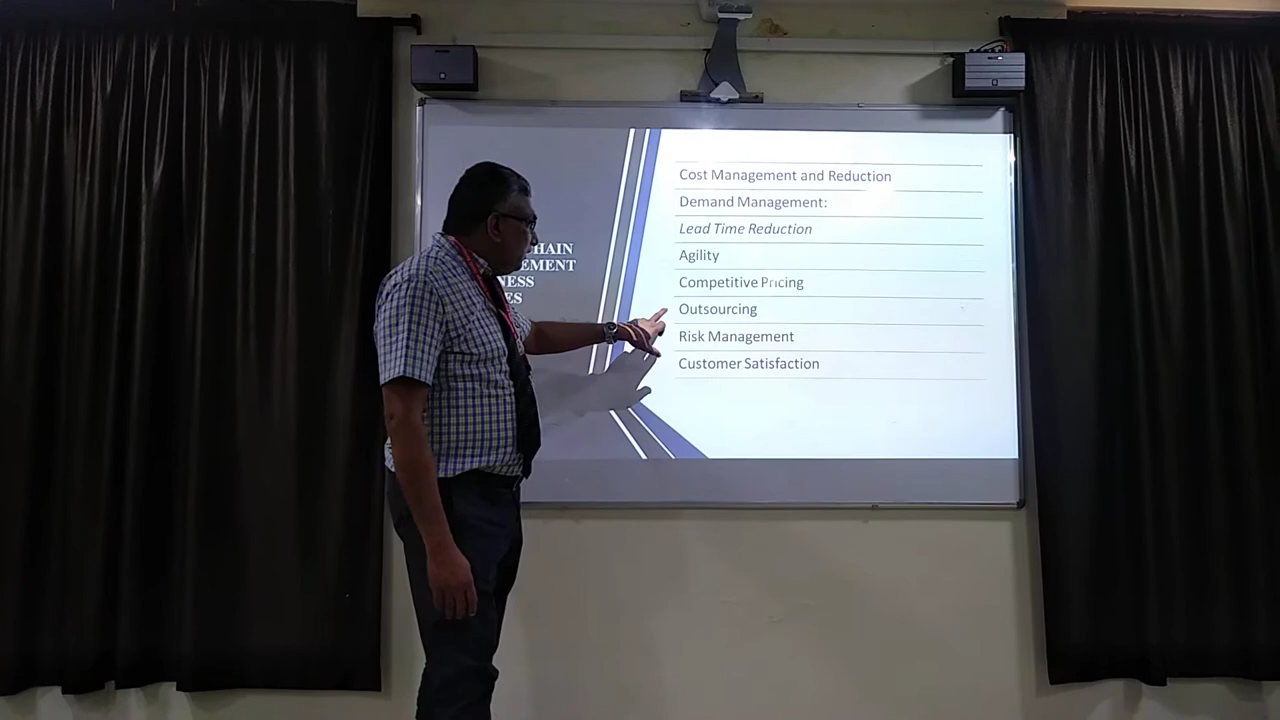 HAIN
EMENT
NESS
ES
Cost Management and Reduction
Demand Management:
Lead Time Reduction
Agility
Competitive Pricing
Outsourcing
Risk Management
Customer Satisfaction